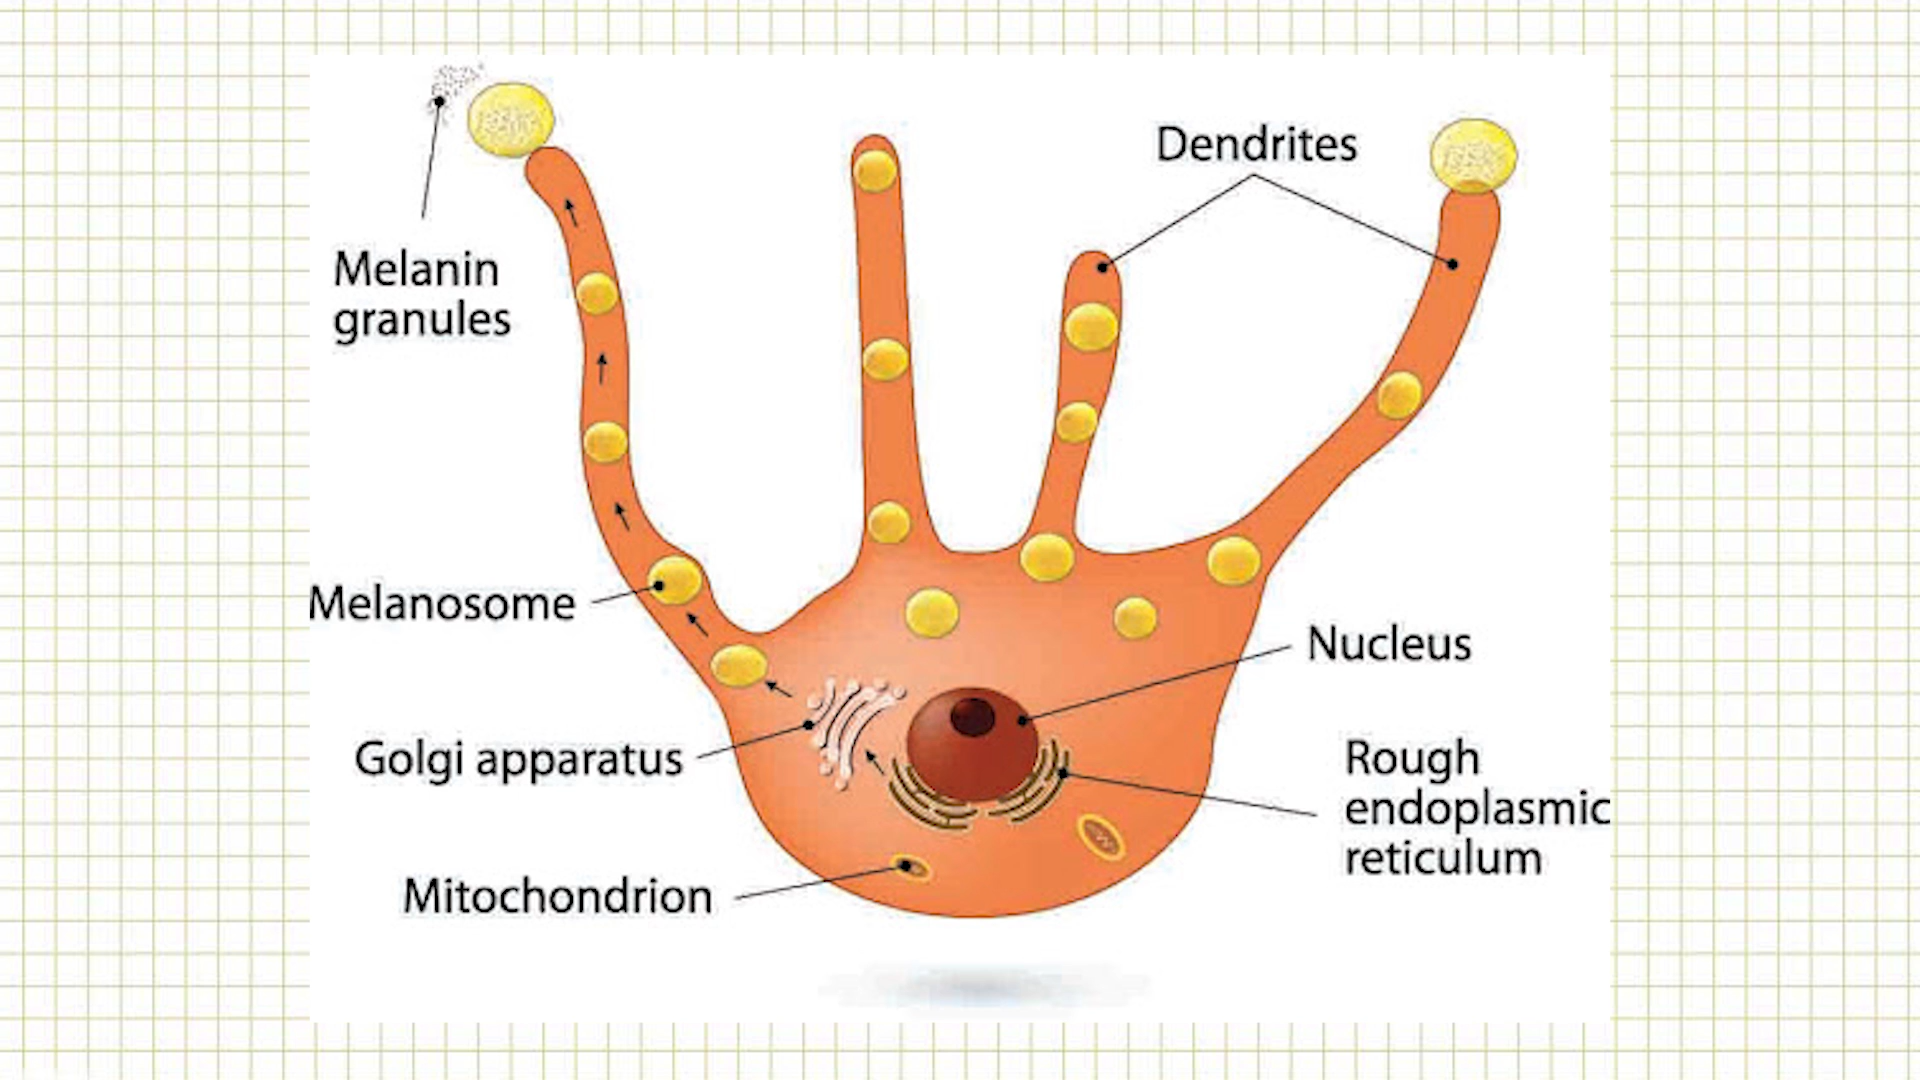 Dendrites
Melanin
granules
Melanosome
Nucleus
Golgi apparatus
Rough
endoplasmic
reticulum
Mitochondrion